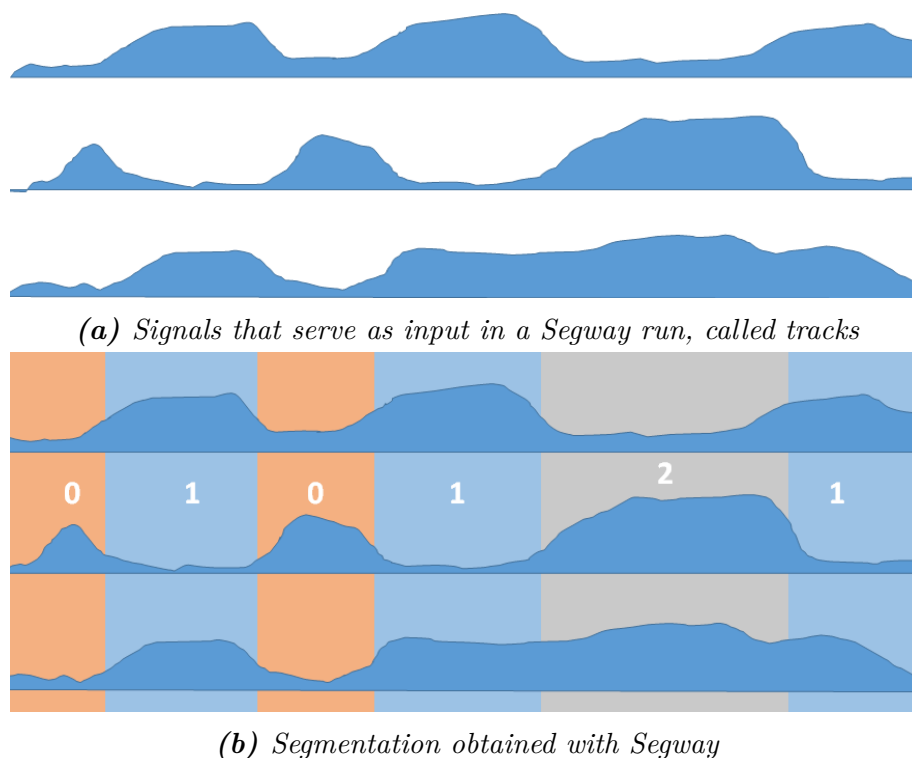 (a) Signals that serve as input in a Segway run, called tracks
0 1 0 1 2 1
(b) Segmentation obtained with Segway